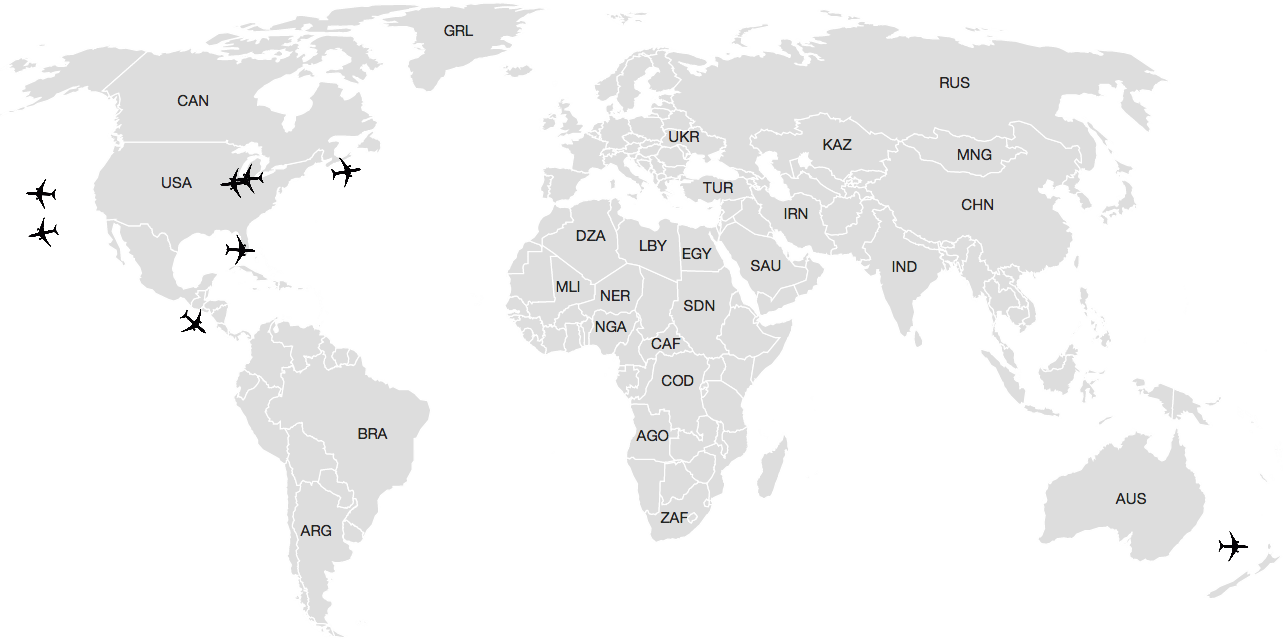 GRL
RUS
CAN
UKR
KAZ
MNG
USA
TUR
CHN
IRN
DZA
LBY
EGY
SAU
IND
MLI
NER
SDN
NGA
CAF
COD
BRA
AGO
AUS
ZAF
ARG